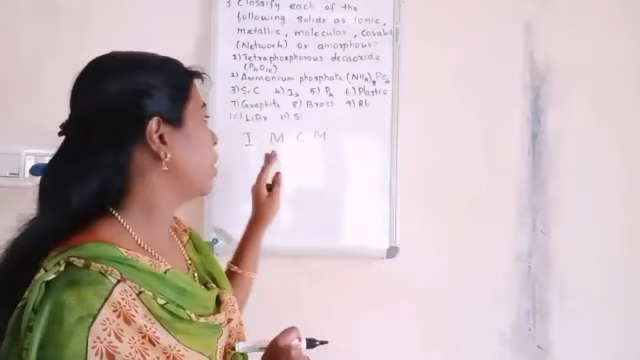 3 Classify each of the
following solids as Ionic,
metallic, molecular, Covalent
(Network) or amorphous?
1) Tetraphosphorous decaoxide
(P4O10)
2) Ammonium phosphate (NH4)3PO4
3) SiC 4) I2 5) P4 6) Plastic
7) Graphite 8) Brass 9) Rb
10) LiBr 11) Si
I M C M